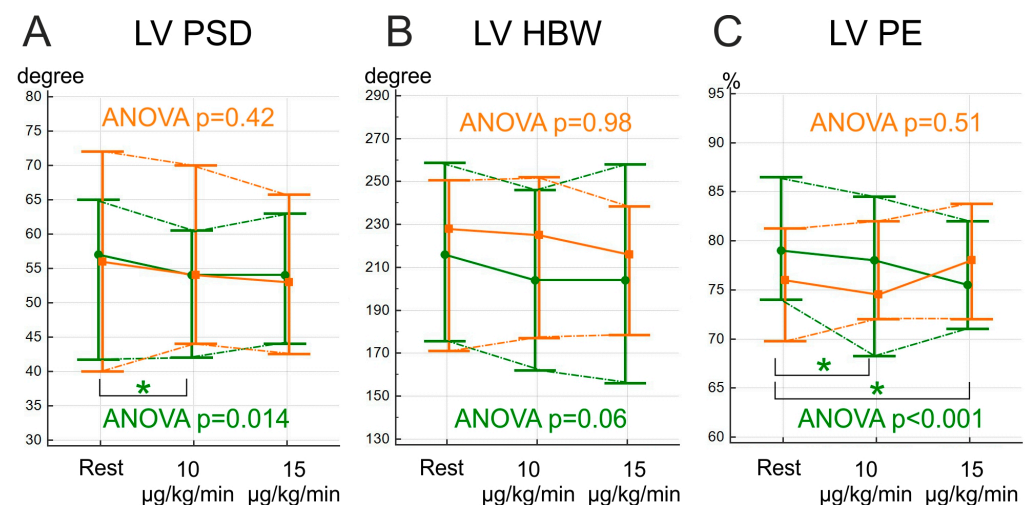 A LV PSD
degree
80
75
70
65
60
55
50
45
40
35
30
ANOVA p=0.42
*
ANOVA p=0.014
Rest 10 15
µg/kg/min µg/kg/min
B LV HBW
degree
290
270
250
230
210
190
170
150
130
ANOVA p=0.98
ANOVA p=0.06
Rest 10 15
µg/kg/min µg/kg/min
C LV PE
%
95
90
85
80
75
70
65
60
ANOVA p=0.51
*
*
ANOVA p<0.001
Rest 10 15
µg/kg/min µg/kg/min